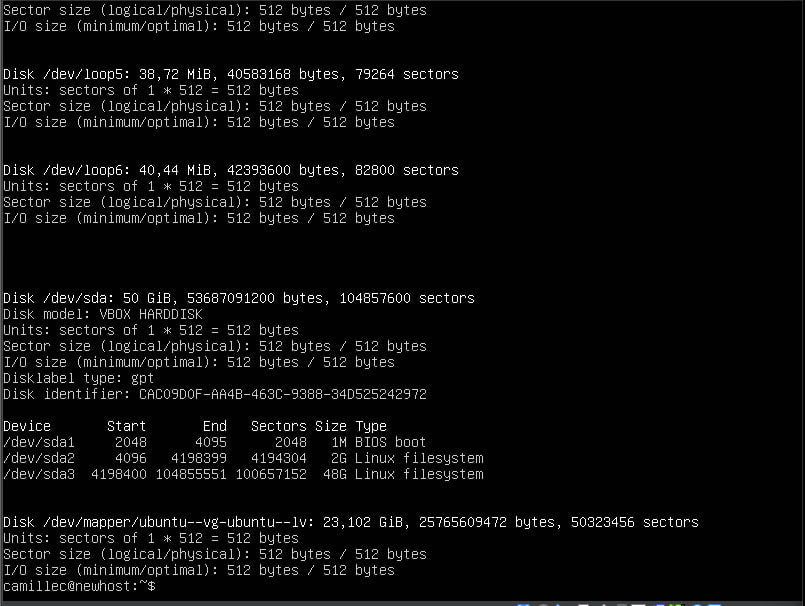 Sector size (logical/physical): 512 bytes / 512 bytes
I/O size (minimum/optimal): 512 bytes / 512 bytes
Disk /dev/loop5: 38,72 MiB, 40583168 bytes, 79264 sectors
Units: sectors of 1 * 512 = 512 bytes
Sector size (logical/physical): 512 bytes / 512 bytes
I/O size (minimum/optimal): 512 bytes / 512 bytes
Disk /dev/loop6: 40,44 MiB, 42393600 bytes, 82800 sectors
Units: sectors of 1 * 512 = 512 bytes
Sector size (logical/physical): 512 bytes / 512 bytes
I/O size (minimum/optimal): 512 bytes / 512 bytes
Disk /dev/sda: 50 GiB, 53687091200 bytes, 104857600 sectors
Disk model: VBOX HARDDISK
Units: sectors of 1 * 512 = 512 bytes
Sector size (logical/physical): 512 bytes / 512 bytes
I/O size (minimum/optimal): 512 bytes / 512 bytes
Disklabel type: gpt
Disk identifier: CAC09D0F-AA4B-463C-9388-34D525242972
Device       Start       End   Sectors Size Type
/dev/sda1     2048      4095      2048   1M BIOS boot
/dev/sda2     4096   4198399   4194304   2G Linux filesystem
/dev/sda3  4198400 104855551 100657152  48G Linux filesystem
Disk /dev/mapper/ubuntu--vg-ubuntu--lv: 23,102 GiB, 25765609472 bytes, 50323456 sectors
Units: sectors of 1 * 512 = 512 bytes
Sector size (logical/physical): 512 bytes / 512 bytes
I/O size (minimum/optimal): 512 bytes / 512 bytes
camillec@newhost:~$